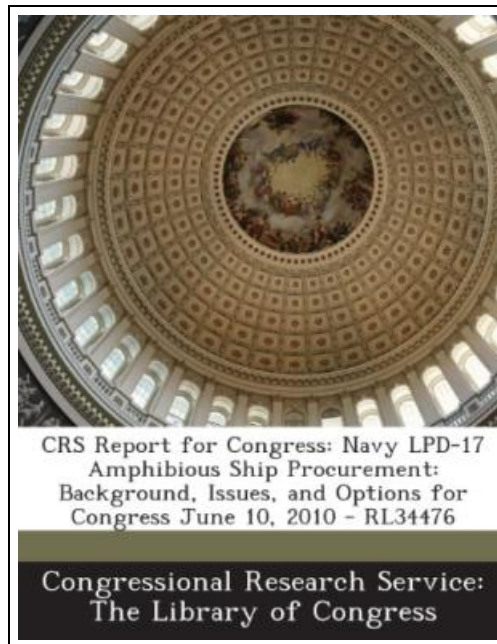 CRS Report for Congress: Navy LPD-17
Amphibious Ship Procurement:
Background, Issues, and Options for
Congress June 10, 2010 - RL34476
Congressional Research Service:
The Library of Congress